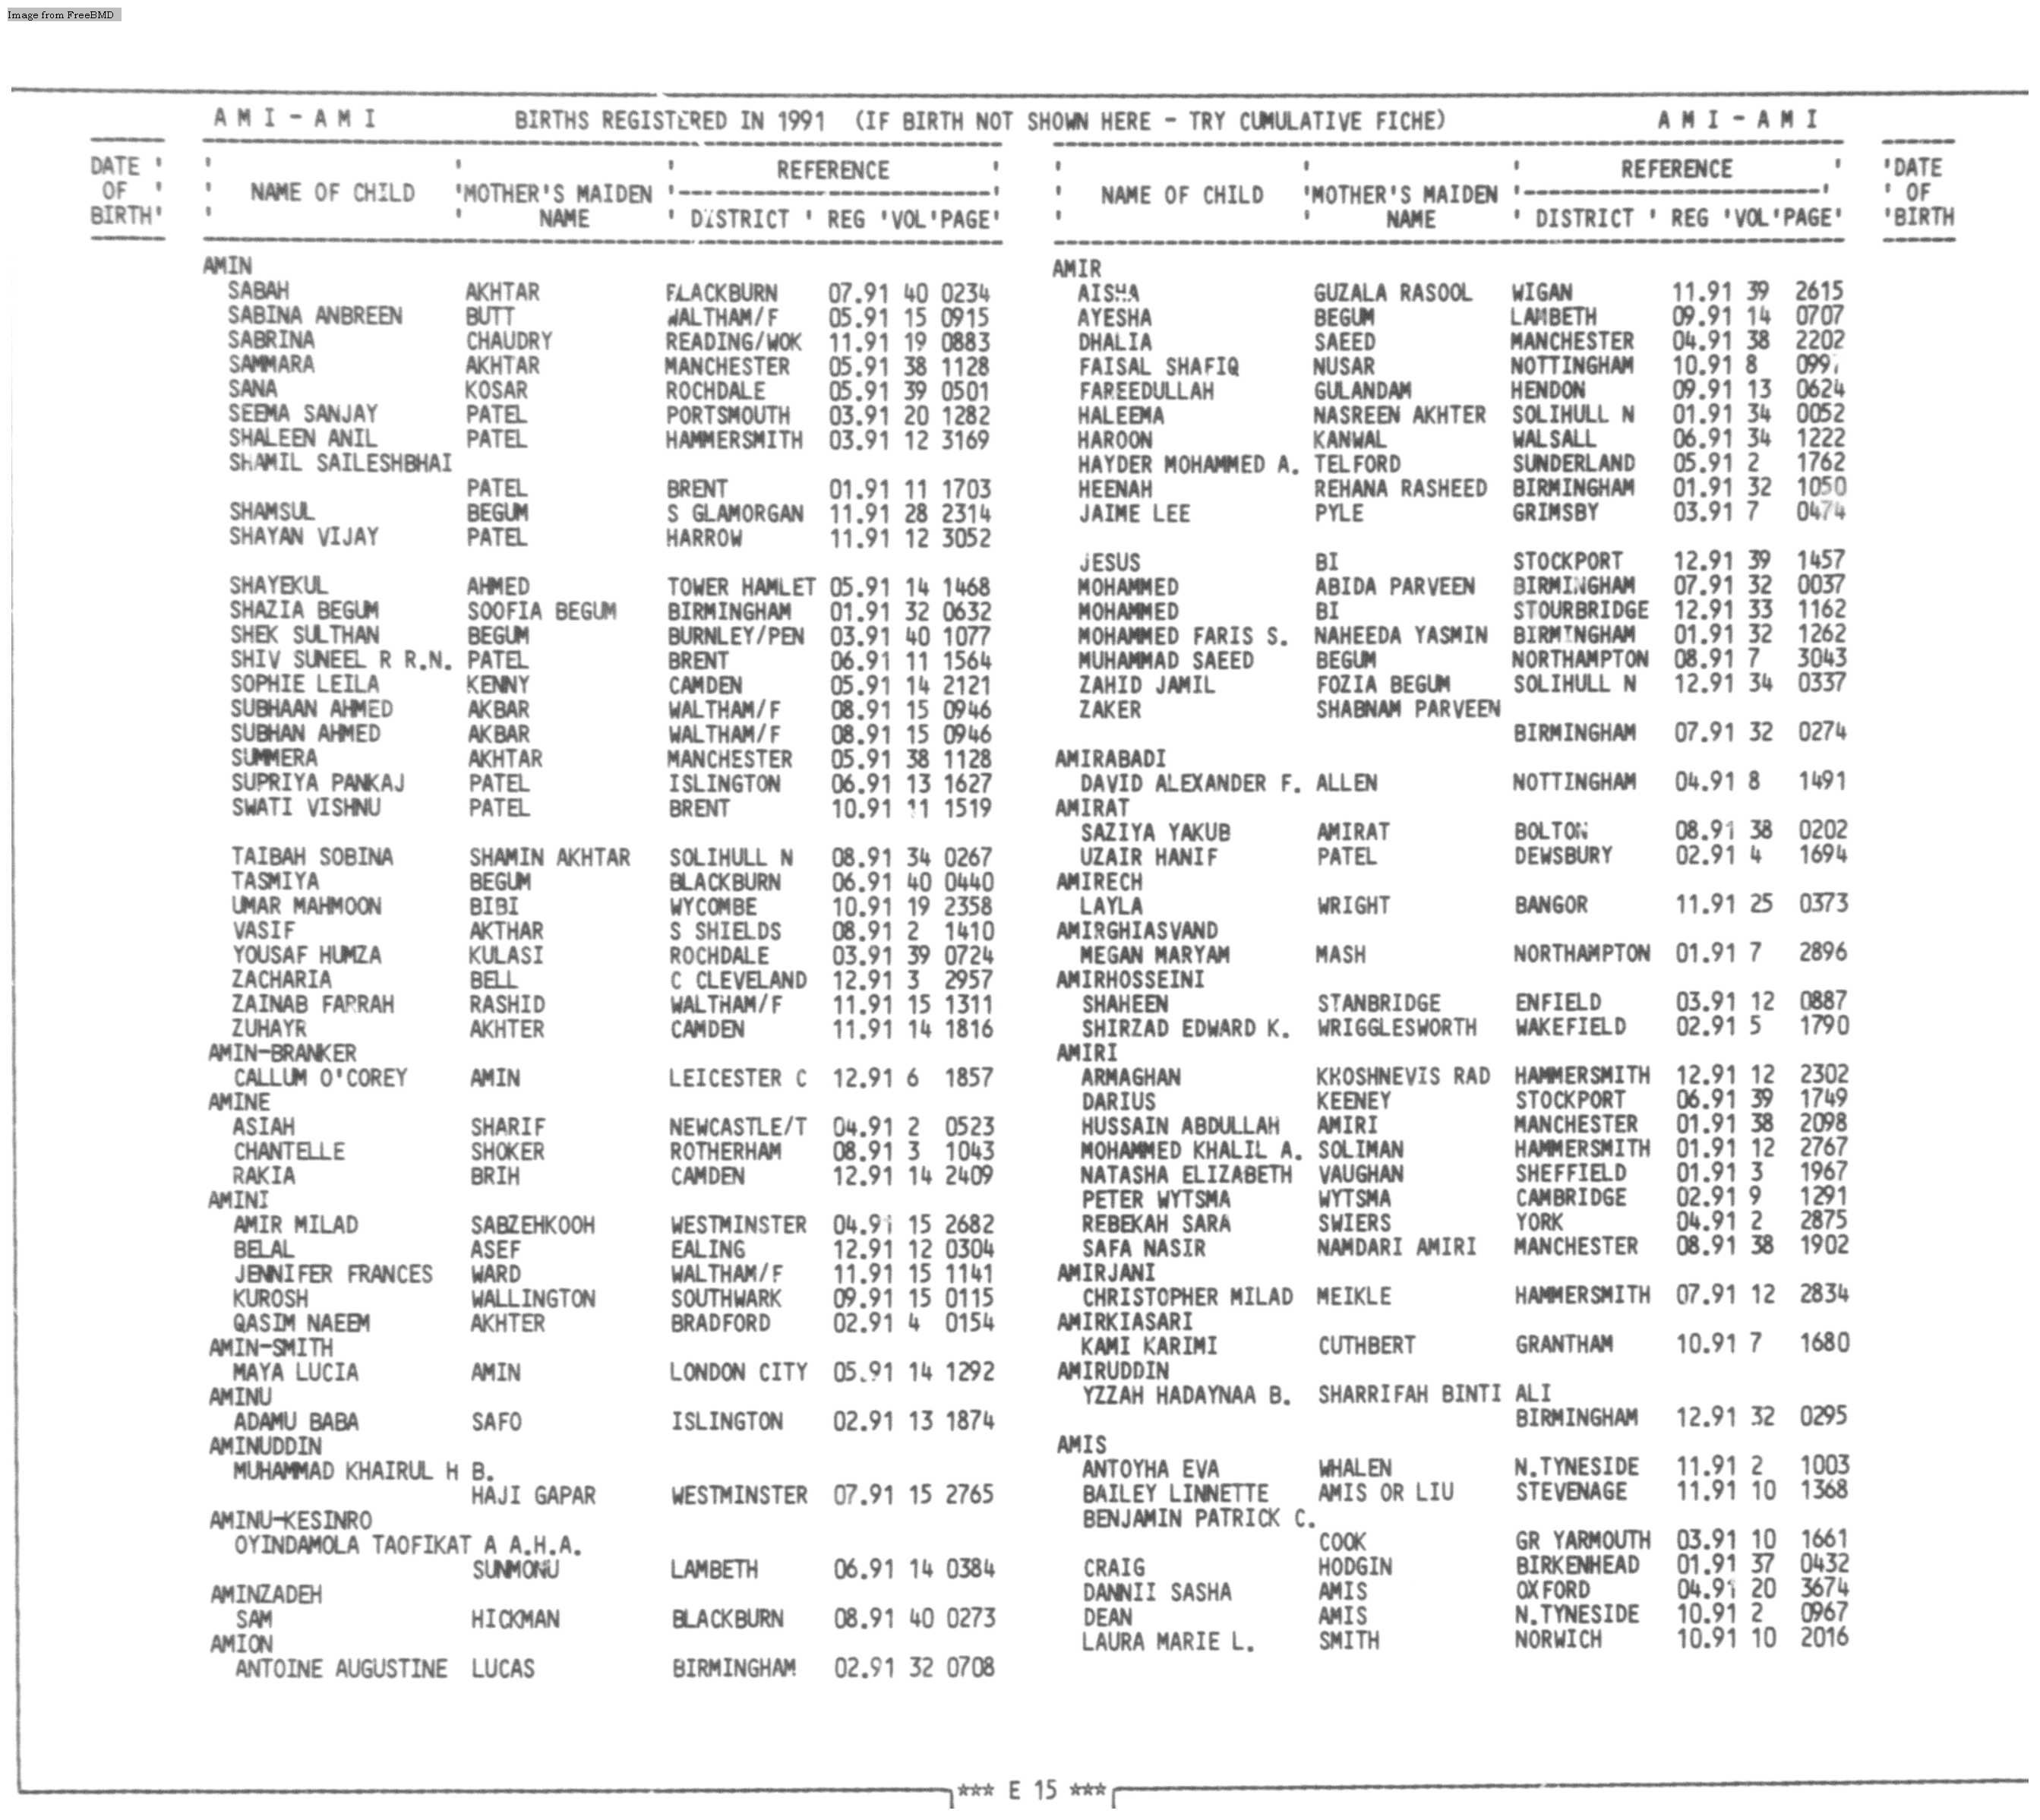 Image from FreeBMD
A M I - A M I BIRTHS REGISTERED IN 1991 (IF BIRTH NOT SHOWN HERE - TRY CUMULATIVE FICHE) A M I - A M I
DATE OF BIRTH
NAME OF CHILD MOTHER'S MAIDEN NAME REFERENCE DISTRICT REG VOL PAGE
AMIN
SABAH AKHTAR BLACKBURN 07.91 40 0234
SABINA ANBREEN BUTT WALTHAM/F 05.91 15 0915
SABRINA CHAUDRY READING/WOK 11.91 19 0883
SAMMARA AKHTAR MANCHESTER 05.91 38 1128
SANA KOSAR ROCHDALE 05.91 39 0501
SEEMA SANJAY PATEL PORTSMOUTH 03.91 20 1282
SHALEEN ANIL PATEL HAMMERSMITH 03.91 12 3169
SHAMIL SAILESHBHAI
PATEL BRENT 01.91 11 1703
SHAMSUL BEGUM S GLAMORGAN 11.91 28 2314
SHAYAN VIJAY PATEL HARROW 11.91 12 3052
SHAYEKUL AHMED TOWER HAMLET 05.91 14 1468
SHAZIA BEGUM SOOFIA BEGUM BIRMINGHAM 01.91 32 0632
SHEK SULTHAN BEGUM BURNLEY/PEN 03.91 40 1077
SHIV SUNEEL R R.N. PATEL BRENT 06.91 11 1564
SOPHIE LEILA KENNY CAMDEN 05.91 14 2121
SUBHAAN AHMED AKBAR WALTHAM/F 08.91 15 0946
SUBHAN AHMED AKBAR WALTHAM/F 08.91 15 0946
SUMMERA AKHTAR MANCHESTER 05.91 38 1128
SUPRIYA PANKAJ PATEL ISLINGTON 06.91 13 1627
SWATI VISHNU PATEL BRENT 10.91 11 1519
TAIBAH SOBINA SHAMIN AKHTAR SOLIHULL N 08.91 34 0267
TASMIYA BEGUM BLACKBURN 06.91 40 0440
UMAR MAHMOON BIBI WYCOMBE 10.91 19 2358
VASIF AKTHAR S SHIELDS 08.91 2 1410
YOUSAF HUMZA KULASI ROCHDALE 03.91 39 0724
ZACHARIA BELL C CLEVELAND 12.91 3 2957
ZAINAB FARRAH RASHID WALTHAM/F 11.91 15 1311
ZUHAYR AKHTER CAMDEN 11.91 14 1816
AMIN-BRANKER
CALLUM O'COREY AMIN LEICESTER C 12.91 6 1857
AMINE
ASIAH SHARIF NEWCASTLE/T 04.91 2 0523
CHANTELLE SHOKER ROTHERHAM 08.91 3 1043
RAKIA BRIH CAMDEN 12.91 14 2409
AMINI
AMIR MILAD SABZEHKOOH WESTMINSTER 04.91 15 2682
BELAL ASEF EALING 12.91 12 0304
JENNIFER FRANCES WARD WALTHAM/F 11.91 15 1141
KUROSH WALLINGTON SOUTHWARK 09.91 15 0115
QASIM NAEEM AKHTER BRADFORD 02.91 4 0154
AMIN-SMITH
MAYA LUCIA AMIN LONDON CITY 05.91 14 1292
AMINU
ADAMU BABA SAFO ISLINGTON 02.91 13 1874
AMINUDDIN
MUHAMMAD KHAIRUL H B.
HAJI GAPAR WESTMINSTER 07.91 15 2765
AMINU-KESINRO
OYINDAMOLA TAOFIKAT A A.H.A.
SUNMONU LAMBETH 06.91 14 0384
AMINZADEH
SAM HICKMAN BLACKBURN 08.91 40 0273
AMION
ANTOINE AUGUSTINE LUCAS BIRMINGHAM 02.91 32 0708
NAME OF CHILD MOTHER'S MAIDEN NAME REFERENCE DISTRICT REG VOL PAGE
DATE OF BIRTH
AMIR
AISHA GUZALA RASOOL WIGAN 11.91 39 2615
AYESHA BEGUM LAMBETH 09.91 14 0707
DHALIA SAEED MANCHESTER 04.91 38 2202
FAISAL SHAFIQ NUSAR NOTTINGHAM 10.91 8
FAREEDULLAH GULANDAM HENDON 09.91 13 0624
HALEEMA NASREEN AKHTER SOLIHULL N 01.91 34 0052
HAROON KANWAL WALSALL 06.91 34 1222
HAYDER MOHAMMED A. TELFORD SUNDERLAND 05.91 2 1762
HEENAH REHANA RASHEED BIRMINGHAM 01.91 32 1050
JAIME LEE PYLE GRIMSBY 03.91 7 0474
JESUS BI STOCKPORT 12.91 39 1457
MOHAMMED ABIDA PARVEEN BIRMINGHAM 07.91 32 0037
MOHAMMED BI STOURBRIDGE 12.91 33 1162
MOHAMMED FARIS S. NAHEEDA YASMIN BIRMINGHAM 01.91 32 1262
MUHAMMAD SAEED BEGUM NORTHAMPTON 08.91 7 3043
ZAHID JAMIL FOZIA BEGUM SOLIHULL N 12.91 34 0337
ZAKER SHABNAM PARVEEN
BIRMINGHAM 07.91 32 0274
AMIRABADI
DAVID ALEXANDER F. ALLEN NOTTINGHAM 04.91 8 1491
AMIRAT
SAZIYA YAKUB AMIRAT BOLTON 08.91 38 0202
UZAIR HANIF PATEL DEWSBURY 02.91 4 1694
AMIRECH
LAYLA WRIGHT BANGOR 11.91 25 0373
AMIRGHIASVAND
MEGAN MARYAM MASH NORTHAMPTON 01.91 7 2896
AMIRHOSSEINI
SHAHEEN STANBRIDGE ENFIELD 03.91 12 0887
SHIRZAD EDWARD K. WRIGGLESWORTH WAKEFIELD 02.91 5 1790
AMIRI
ARMAGHAN KHOSHNEVIS RAD HAMMERSMITH 12.91 12 2302
DARIUS KEENEY STOCKPORT 06.91 39 1749
HUSSAIN ABDULLAH AMIRI MANCHESTER 01.91 38 2098
MOHAMMED KHALIL A. SOLIMAN HAMMERSMITH 01.91 12 2767
NATASHA ELIZABETH VAUGHAN SHEFFIELD 01.91 3 1967
PETER WYTSMA WYTSMA CAMBRIDGE 02.91 9 1291
REBEKAH SARA SWIERS YORK 04.91 2 2875
SAFA NASIR NAMDARI AMIRI MANCHESTER 08.91 38 1902
AMIRJANI
CHRISTOPHER MILAD MEIKLE HAMMERSMITH 07.91 12 2834
AMIRKIASARI
KAMI KARIMI CUTHBERT GRANTHAM 10.91 7 1680
AMIRUDDIN
YZZAH HADAYNAA B. SHARRIFAH BINTI ALI
BIRMINGHAM 12.91 32 0295
AMIS
ANTOYHA EVA WHALEN N.TYNESIDE 11.91 2 1003
BAILEY LINNETTE AMIS OR LIU STEVENAGE 11.91 10 1368
BENJAMIN PATRICK C.
COOK GR YARMOUTH 03.91 10 1661
CRAIG HODGIN BIRKENHEAD 01.91 37 0432
DANNII SASHA AMIS OXFORD 04.91 20 3674
DEAN AMIS N.TYNESIDE 10.91 2 0967
LAURA MARIE L. SMITH NORWICH 10.91 10 2016
*** E 15 ***